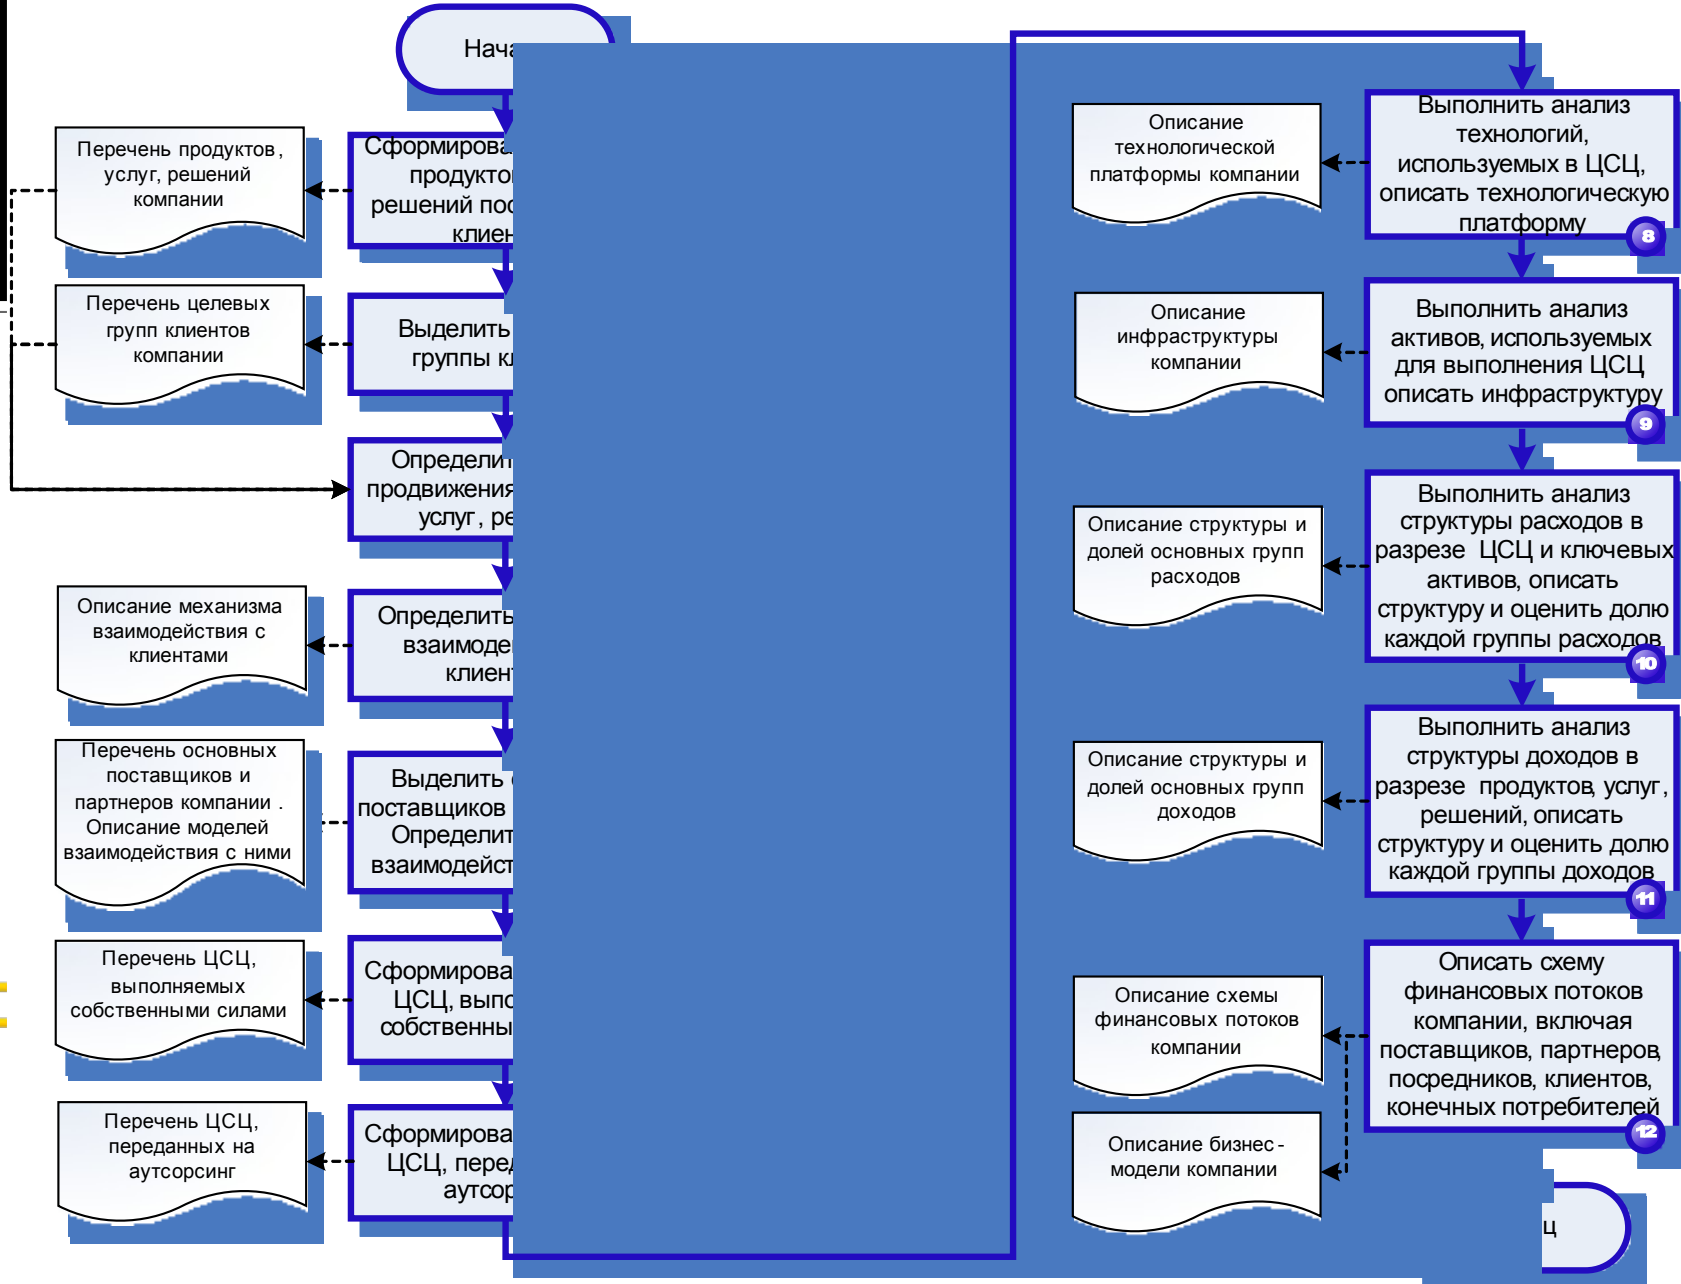 Нача
Перечень продуктов,
услуг, решений
компании
Сформирова
продукто
решений пос
клиен
Перечень целевых
групп клиентов
компании
Выделить
группы кл
Определит
продвижения
услуг, ре
Описание механизма
взаимодействия с
клиентами
Определить
взаимоде
клиен
Перечень основных
поставщиков и
партнеров компании .
Описание моделей
взаимодействия с ними
Выделить
поставщиков
Определит
взаимодейст
Перечень ЦСЦ,
выполняемых
собственными силами
Сформирова
ЦСЦ, выпо
собственны
Перечень ЦСЦ,
переданных на
аутсорсинг
Сформирова
ЦСЦ, перед
аутсор
Описание
технологической
платформы компании
Выполнить анализ
технологий,
используемых в ЦСЦ,
описать технологическую
платформу
8
Описание
инфраструктуры
компании
Выполнить анализ
активов, используемых
для выполнения ЦСЦ
описать инфраструктуру
9
Описание структуры и
долей основных групп
расходов
Выполнить анализ
структуры расходов в
разрезе ЦСЦ и ключевых
активов, описать
структуру и оценить долю
каждой группы расходов
10
Описание структуры и
долей основных групп
доходов
Выполнить анализ
структуры доходов в
разрезе продуктов, услуг,
решений, описать
структуру и оценить долю
каждой группы доходов
11
Описание схемы
финансовых потоков
компании
Описать схему
финансовых потоков
компании, включая
поставщиков, партнеров,
посредников, клиентов,
конечных потребителей
12
Описание бизнес-
модели компании
ц